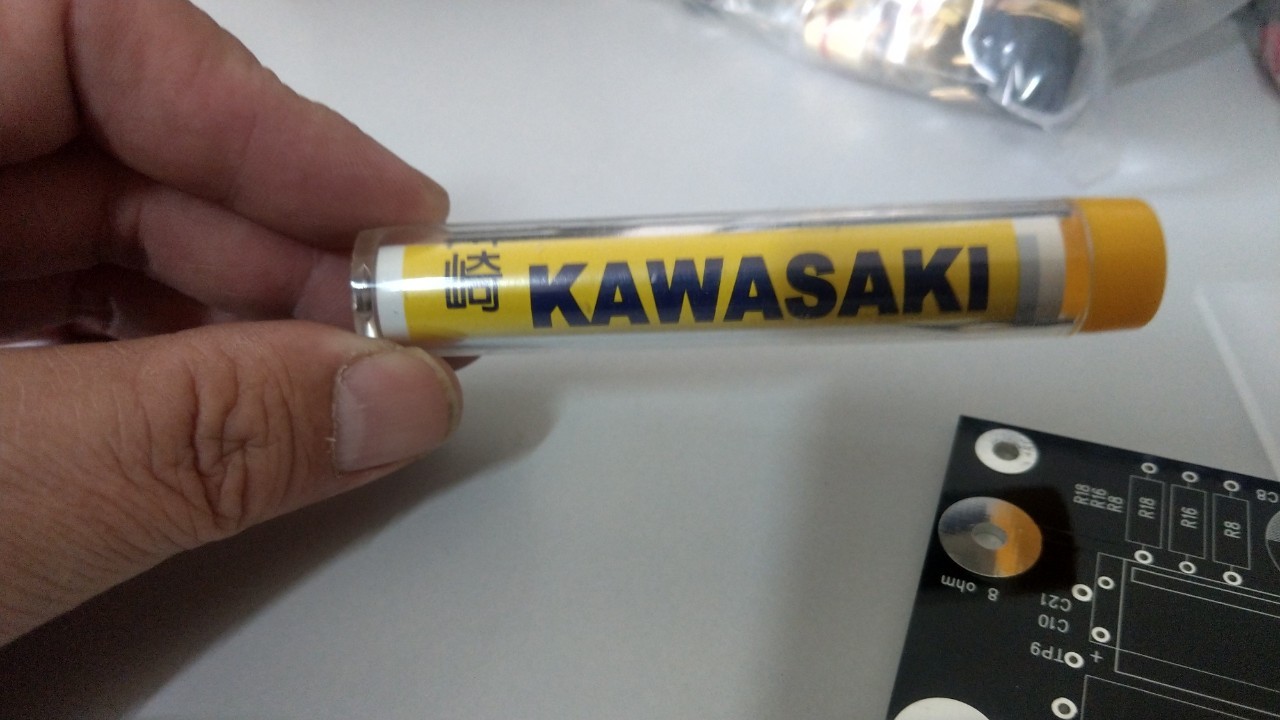 KAWASAKI
R18
R16
R8
R18
R16
R8
C8
8 ohm
C21
C10
TP9
+